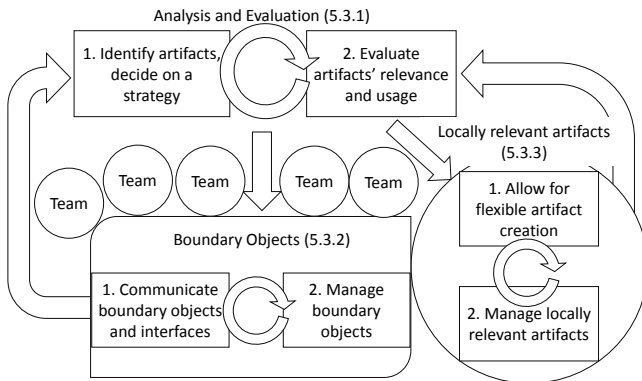 Analysis and Evaluation (5.3.1)
1. Identify artifacts,
decide on a
strategy
2. Evaluate
artifacts' relevance
and usage
Locally relevant artifacts
(5.3.3)
Team
Team
Team
Team
Team
Team
Boundary Objects (5.3.2)
1. Communicate
boundary objects
and interfaces
2. Manage
boundary
objects
1. Allow for
flexible artifact
creation
2. Manage locally
relevant artifacts